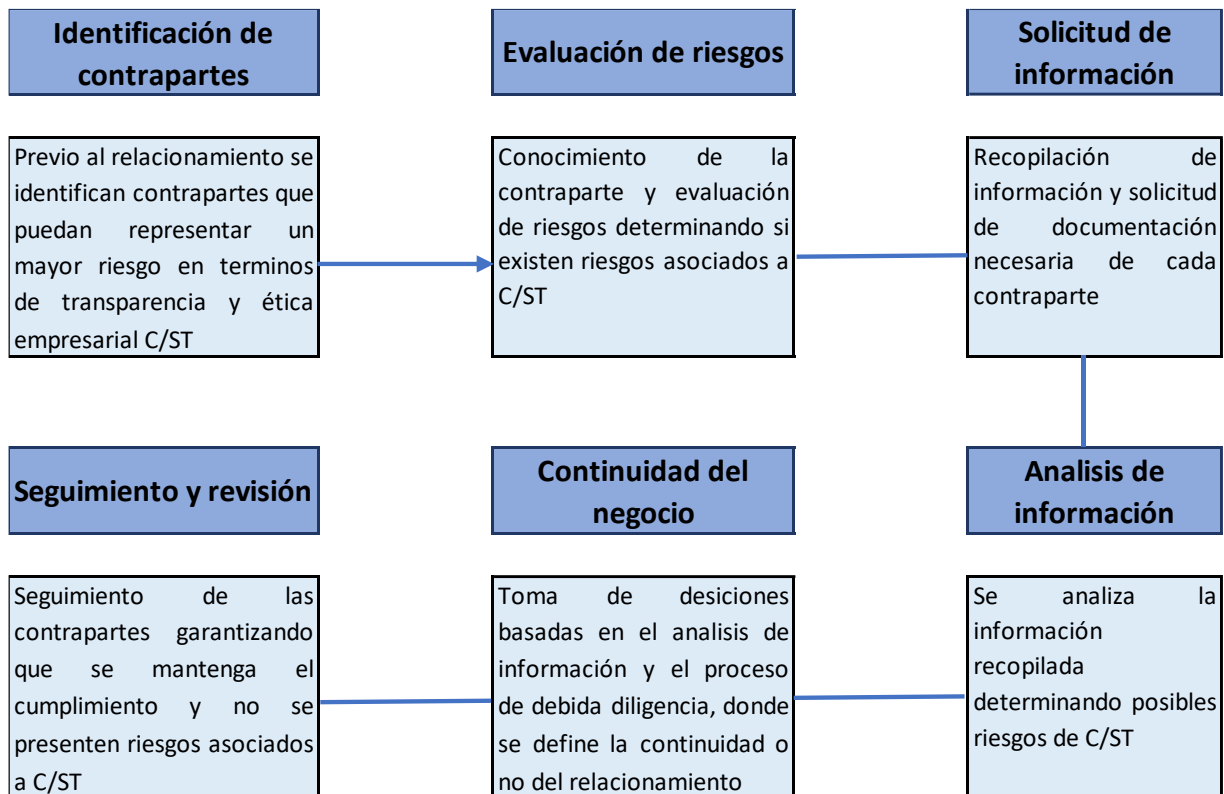 Identificación de
contrapartes
Previo al relacionamiento se
identifican contrapartes que
puedan representar un
mayor riesgo en terminos
de transparencia y ética
empresarial C/ST
Evaluación de riesgos
Conocimiento de la
contraparte y evaluación
de riesgos determinando si
existen riesgos asociados a
C/ST
Solicitud de
información
Recopilación de
información y solicitud
de documentación
necesaria de cada
contraparte
Analisis de
información
Se analiza la
información
recopilada
determinando posibles
riesgos de C/ST
Continuidad del
negocio
Toma de desiciones
basadas en el analisis de
información y el proceso
de debida diligencia, donde
se define la continuidad o
no del relacionamiento
Seguimiento y revisión
Seguimiento de las
contrapartes garantizando
que se mantenga el
cumplimiento y no se
presenten riesgos asociados
a C/ST